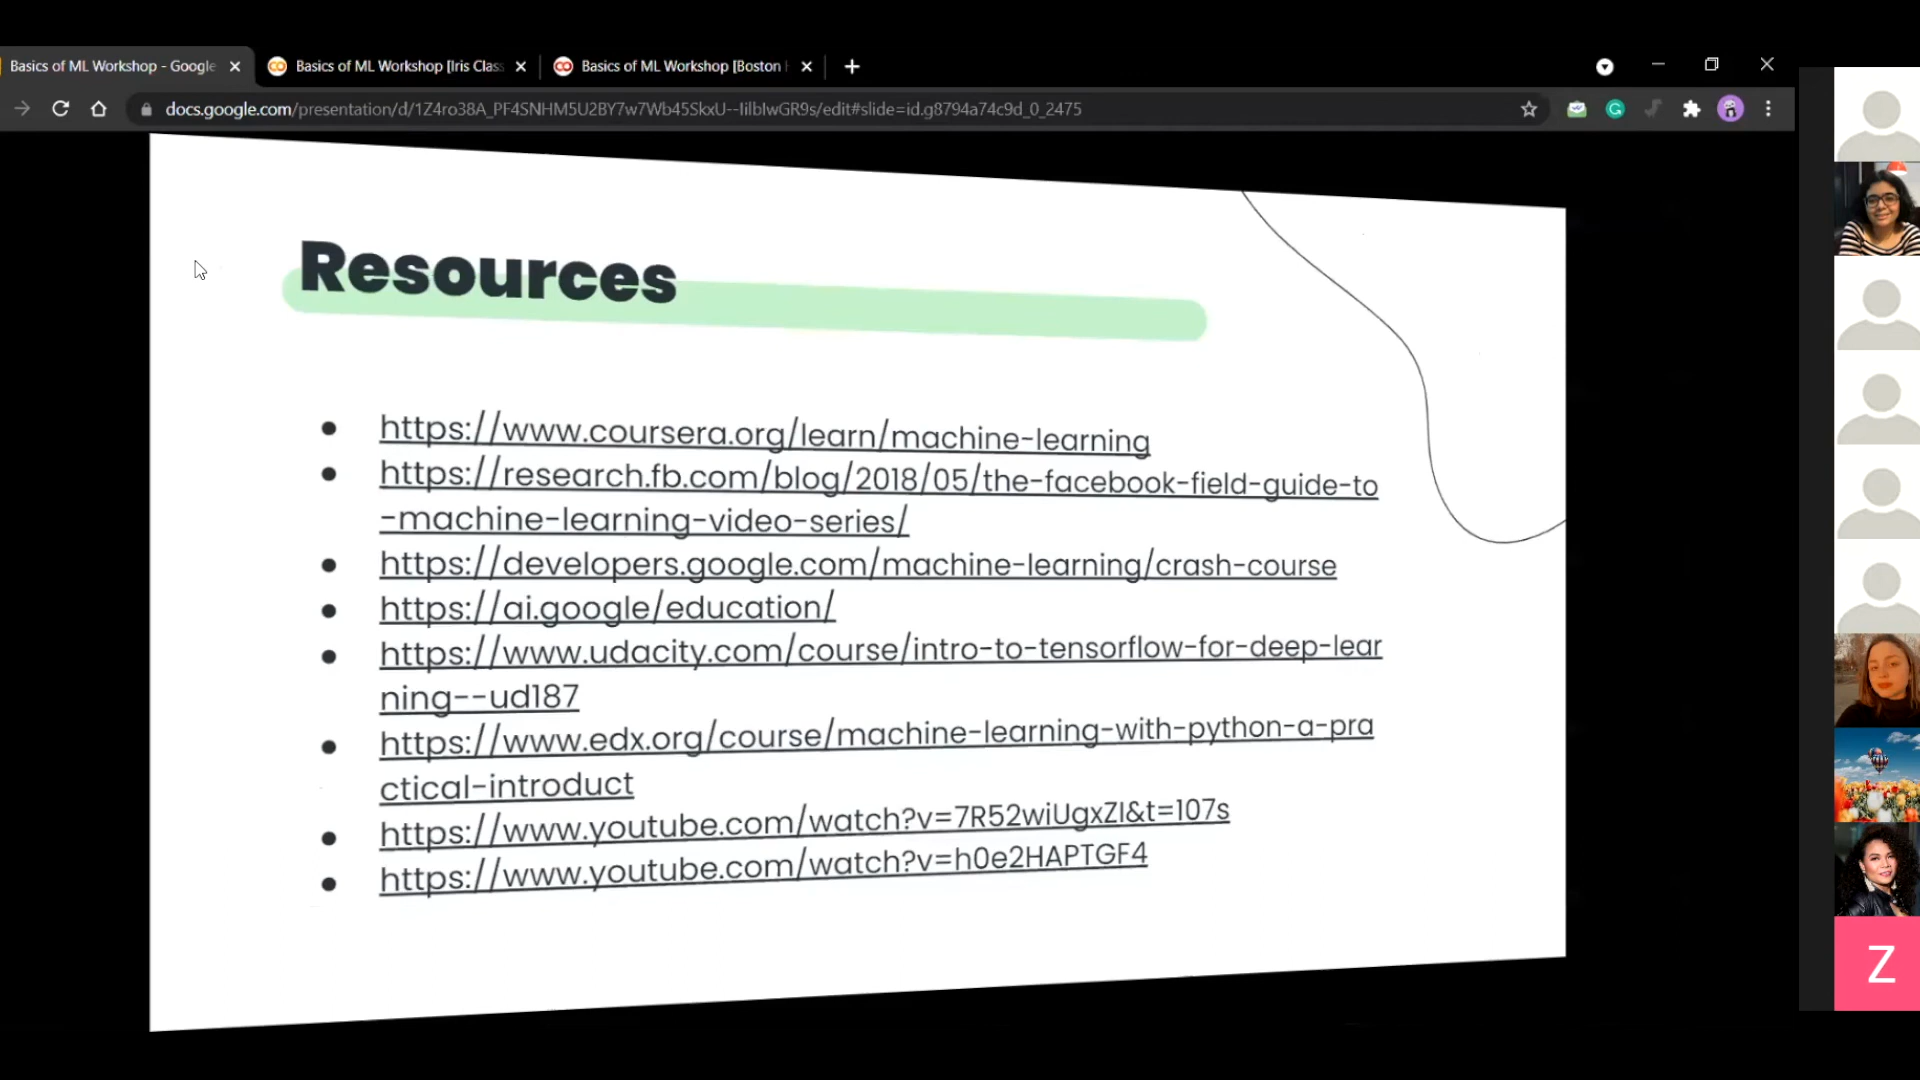 Basics of ML Workshop - Google
Basics of ML Workshop [Iris Clas
Basics of ML Workshop [Boston
docs.google.com/presentation/d/1Z4ro38A_PF4SNHM5U2BY7w7Wb45SkxU--IilbIwGR9s/edit#slide=id.g8794a74c9d_0_2475
Resources
https://www.coursera.org/learn/machine-learning
https://research.fb.com/blog/2018/05/the-facebook-field-guide-to
-machine-learning-video-series/
https://developers.google.com/machine-learning/crash-course
https://ai.google/education/
https://www.udacity.com/course/intro-to-tensorflow-for-deep-lear
ning--ud187
https://www.edx.org/course/machine-learning-with-python-a-pra
ctical-introduct
https://www.youtube.com/watch?v=7R52wiUgxZI&t=107s
https://www.youtube.com/watch?v=h0e2HAPTGF4
Z